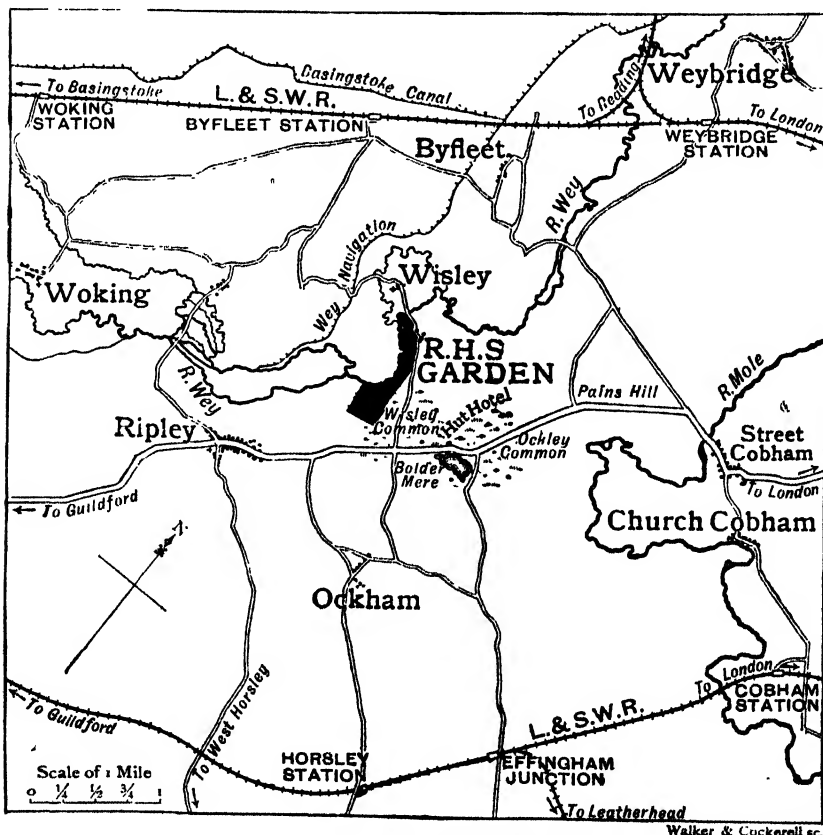 Basingstoke Canal
To Reading
Weybridge
To Basingstoke
L. & S.W.R.
To London
WOKING
STATION
BYFLEET STATION
WEYBRIDGE
STATION
Byfleet
R. Wey
Navigation
Wey
Wisley
Woking
R.H.S
GARDEN
R. Wey
R. Mole
Pains Hill
Hut Hotel
Wisley
Common
Ripley
Ockley
Common
Street
Cobham
Bolder
Mere
To London
To Guildford
Church Cobham
N.
Ockham
To London
COBHAM
STATION
To Guildford
To West Horsley
L. & S.W.R.
HORSLEY
STATION
EFFINGHAM
JUNCTION
Scale of 1 Mile
0 ¼ ½ ¾ 1
To Leatherhead
Walker & Cockerell sc